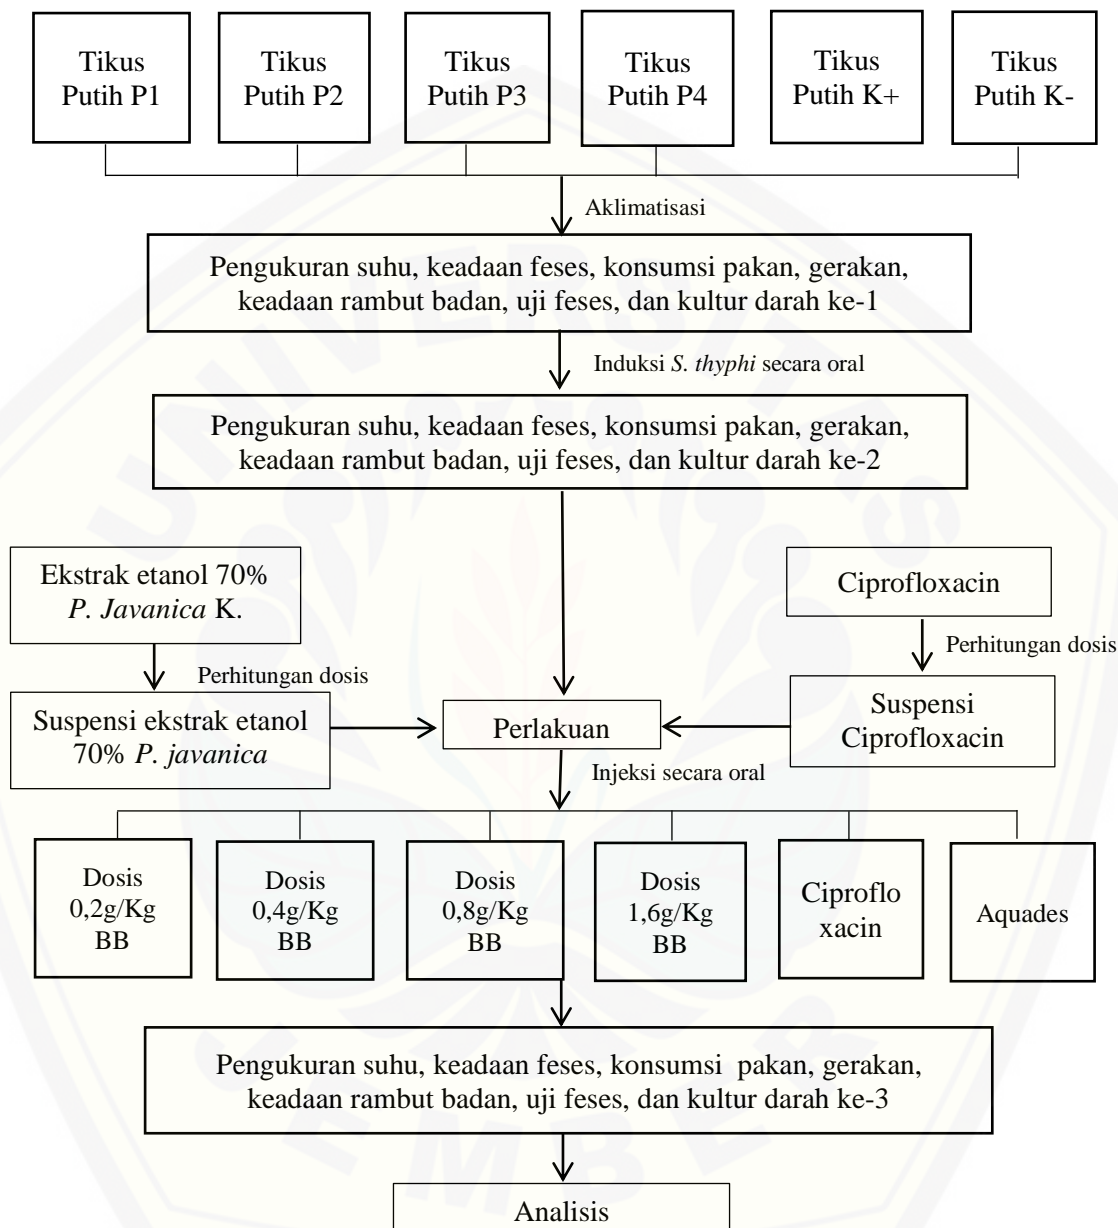 Tikus
Putih P1
Tikus
Putih P2
Tikus
Putih P3
Tikus
Putih P4
Tikus
Putih K+
Tikus
Putih K-
Aklimatisasi
Pengukuran suhu, keadaan feses, konsumsi pakan, gerakan,
keadaan rambut badan, uji feses, dan kultur darah ke-1
Induksi S. thyphi secara oral
Pengukuran suhu, keadaan feses, konsumsi pakan, gerakan,
keadaan rambut badan, uji feses, dan kultur darah ke-2
Ekstrak etanol 70%
P. Javanica K.
Ciprofloxacin
Perhitungan dosis
Perhitungan dosis
Suspensi ekstrak etanol
70% P. javanica
Perlakuan
Suspensi
Ciprofloxacin
Injeksi secara oral
Dosis
0,2g/Kg
BB
Dosis
0,4g/Kg
BB
Dosis
0,8g/Kg
BB
Dosis
1,6g/Kg
BB
Ciproflo
xacin
Aquades
Pengukuran suhu, keadaan feses, konsumsi pakan, gerakan,
keadaan rambut badan, uji feses, dan kultur darah ke-3
Analisis
UNIVERSITAS
JEMBER